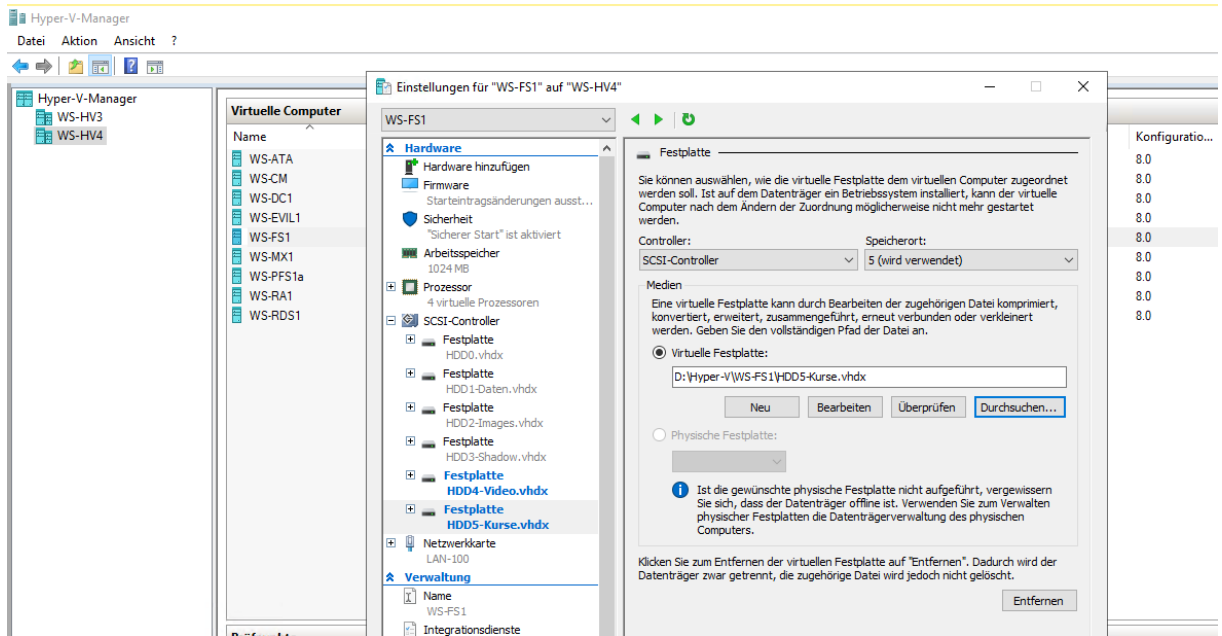 Hyper-V-Manager
Datei Aktion Ansicht ?
Hyper-V-Manager
WS-HV3
WS-HV4
Virtuelle Computer
Name
WS-ATA
WS-CM
WS-DC1
WS-EVIL1
WS-FS1
WS-MX1
WS-PFS1a
WS-RA1
WS-RDS1
Einstellungen für "WS-FS1" auf "WS-HV4"
WS-FS1
Hardware
Hardware hinzufügen
Firmware
Starteintragsänderungen ausst...
Sicherheit
"Sicherer Start" ist aktiviert
Arbeitsspeicher
1024 MB
Prozessor
4 virtuelle Prozessoren
SCSI-Controller
Festplatte
HDD0.vhdx
Festplatte
HDD1-Daten.vhdx
Festplatte
HDD2-Images.vhdx
Festplatte
HDD3-Shadow.vhdx
Festplatte
HDD4-Video.vhdx
Festplatte
HDD5-Kurse.vhdx
Netzwerkkarte
LAN-100
Verwaltung
Name
WS-FS1
Integrationsdienste
Festplatte
Sie können auswählen, wie die virtuelle Festplatte dem virtuellen Computer zugeordnet
werden soll. Ist auf dem Datenträger ein Betriebssystem installiert, kann der virtuelle
Computer nach dem Ändern der Zuordnung möglicherweise nicht mehr gestartet
werden.
Controller: Speicherort:
SCSI-Controller 5 (wird verwendet)
Medien
Eine virtuelle Festplatte kann durch Bearbeiten der zugehörigen Datei komprimiert,
konvertiert, erweitert, zusammengeführt, erneut verbunden oder verkleinert
werden. Geben Sie den vollständigen Pfad der Datei an.
Virtuelle Festplatte:
D:\Hyper-V\WS-FS1\HDD5-Kurse.vhdx
Neu Bearbeiten Überprüfen Durchsuchen...
Physische Festplatte:
Ist die gewünschte physische Festplatte nicht aufgeführt, vergewissern
Sie sich, dass der Datenträger offline ist. Verwenden Sie zum Verwalten
physischer Festplatten die Datenträgerverwaltung des physischen
Computers.
Klicken Sie zum Entfernen der virtuellen Festplatte auf "Entfernen". Dadurch wird der
Datenträger zwar getrennt, die zugehörige Datei wird jedoch nicht gelöscht.
Entfernen
Konfiguratio...
8.0
8.0
8.0
8.0
8.0
8.0
8.0
8.0
8.0